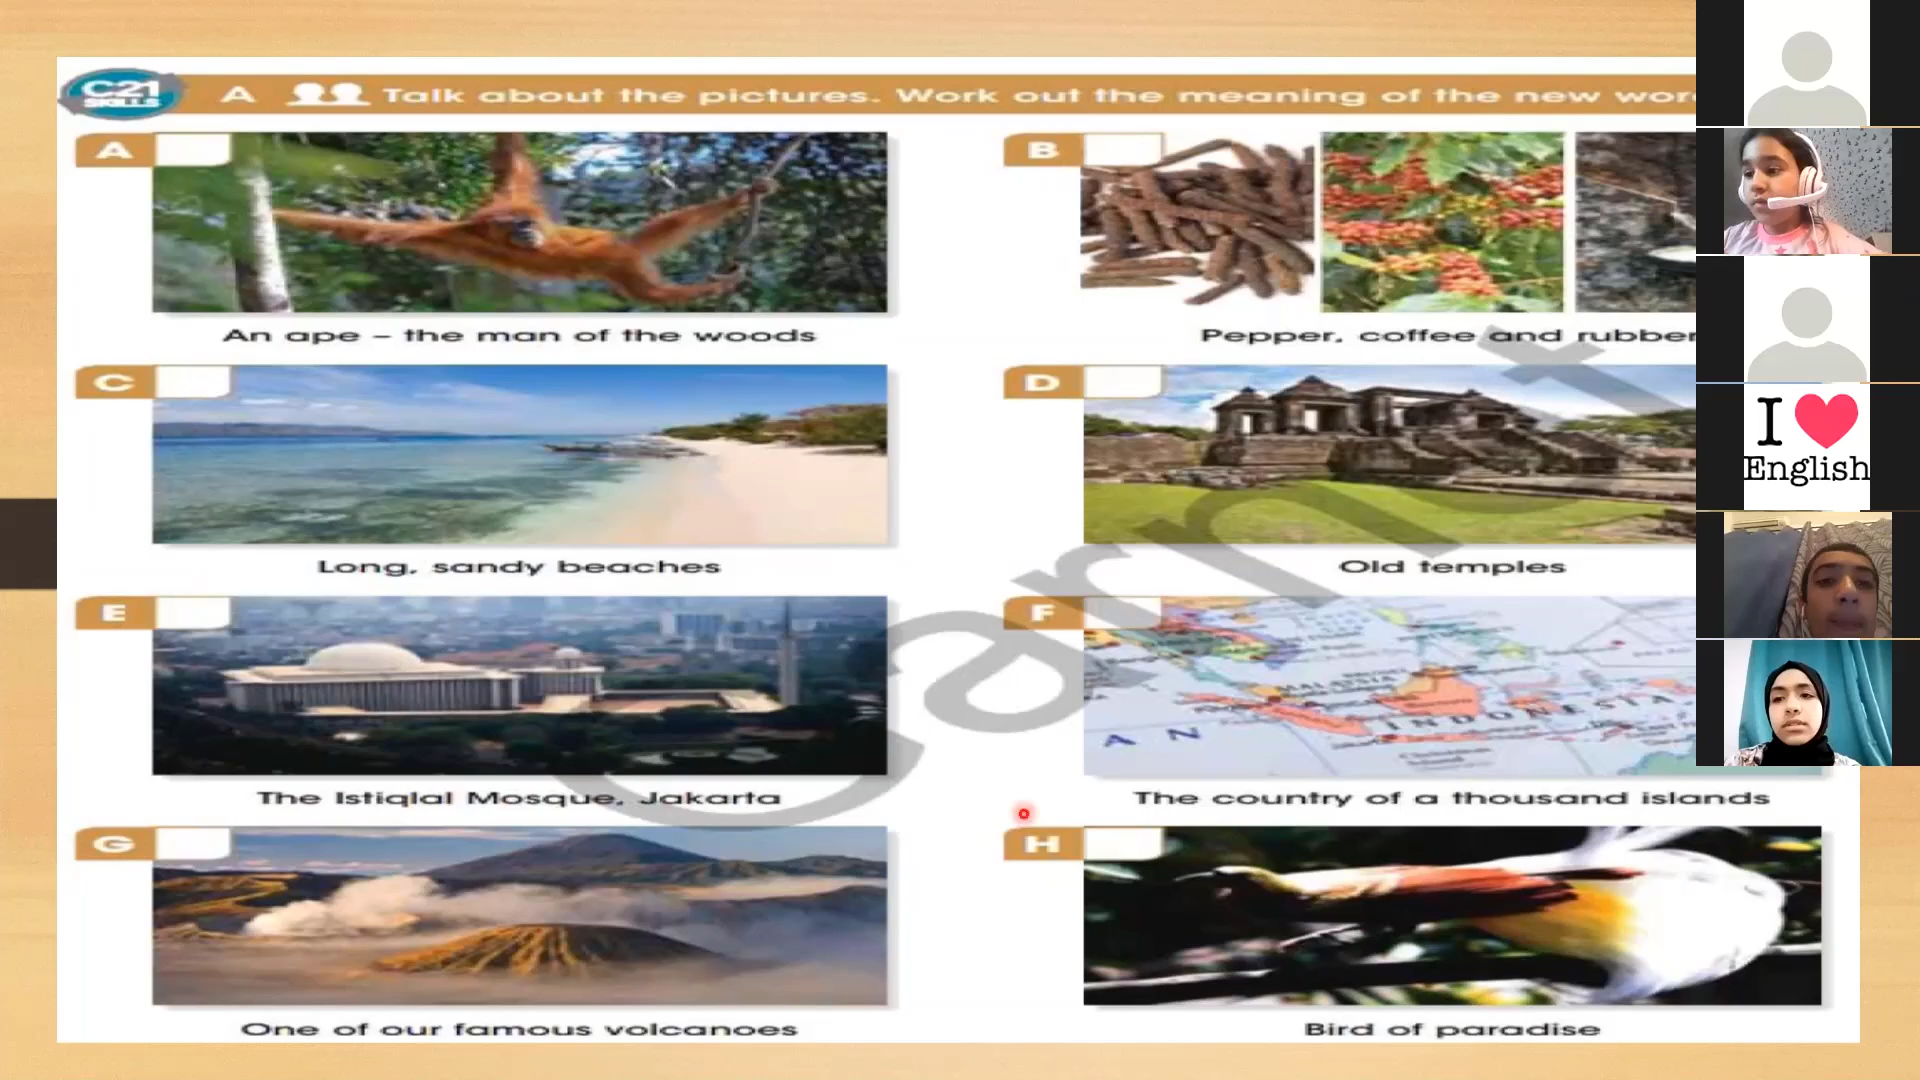 C21
SKILLS
A Talk about the pictures. Work out the meaning of the new
A
B
An ape – the man of the woods
Pepper, coffee and rubber
C
D
Long, sandy beaches
Old temples
E
F
INDONESIA
The Istiqlal Mosque, Jakarta
The country of a thousand islands
G
H
One of our famous volcanoes
Bird of paradise
I
English